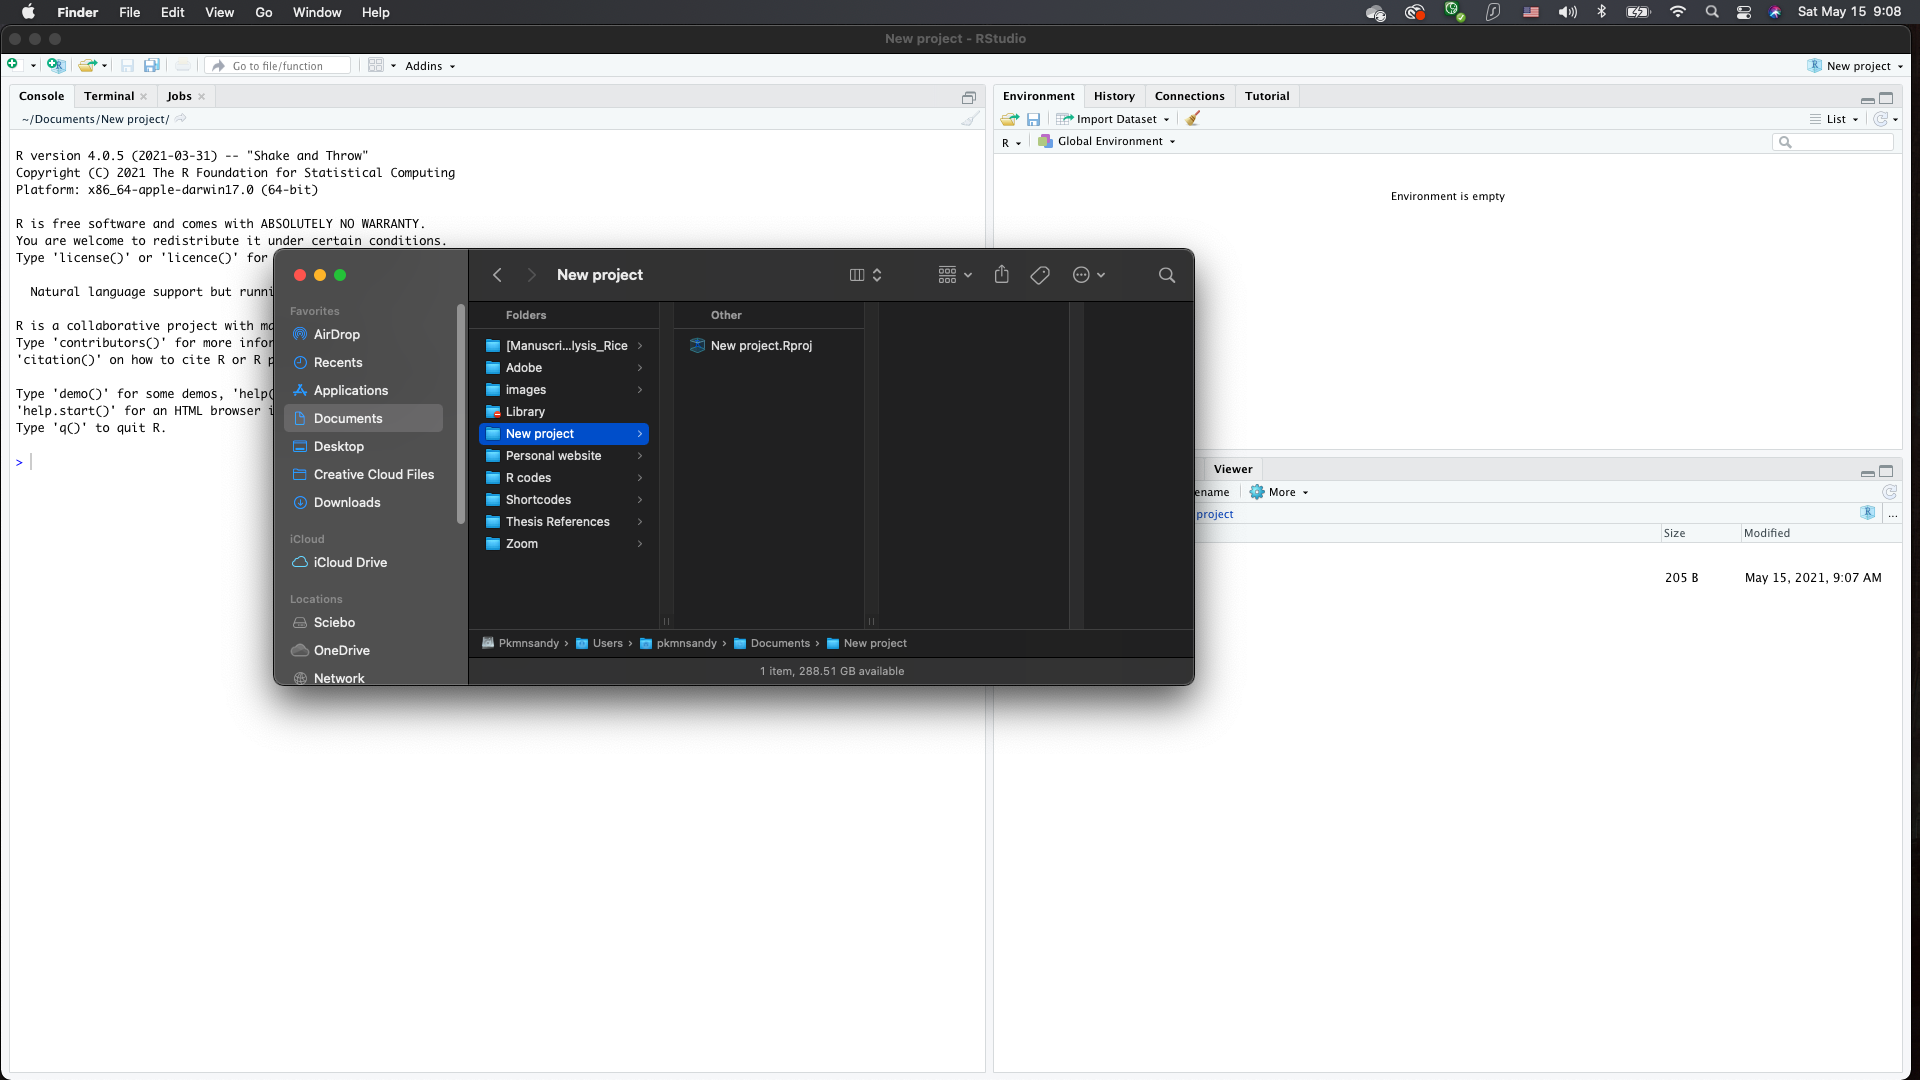 Finder File Edit View Go Window Help Sat May 15 9:08
New project - RStudio
Go to file/function Addins New project
Console Terminal Jobs
~/Documents/New project/
R version 4.0.5 (2021-03-31) -- "Shake and Throw"
Copyright (C) 2021 The R Foundation for Statistical Computing
Platform: x86_64-apple-darwin17.0 (64-bit)
R is free software and comes with ABSOLUTELY NO WARRANTY.
You are welcome to redistribute it under certain conditions.
Type 'license()' or 'licence()' for
Natural language support but runni
R is a collaborative project with ma
Type 'contributors()' for more infor
'citation()' on how to cite R or R p
Type 'demo()' for some demos, 'help(
'help.start()' for an HTML browser i
Type 'q()' to quit R.
>
Environment History Connections Tutorial
Import Dataset List
R Global Environment
Environment is empty
Viewer
ename More
project
Size Modified
205 B May 15, 2021, 9:07 AM
New project
Favorites
AirDrop
Recents
Applications
Documents
Desktop
Creative Cloud Files
Downloads
iCloud
iCloud Drive
Locations
Sciebo
OneDrive
Network
Folders
[Manuscri...lysis_Rice
Adobe
images
Library
New project
Personal website
R codes
Shortcodes
Thesis References
Zoom
Other
New project.Rproj
Pkmnsandy › Users › pkmnsandy › Documents › New project
1 item, 288.51 GB available